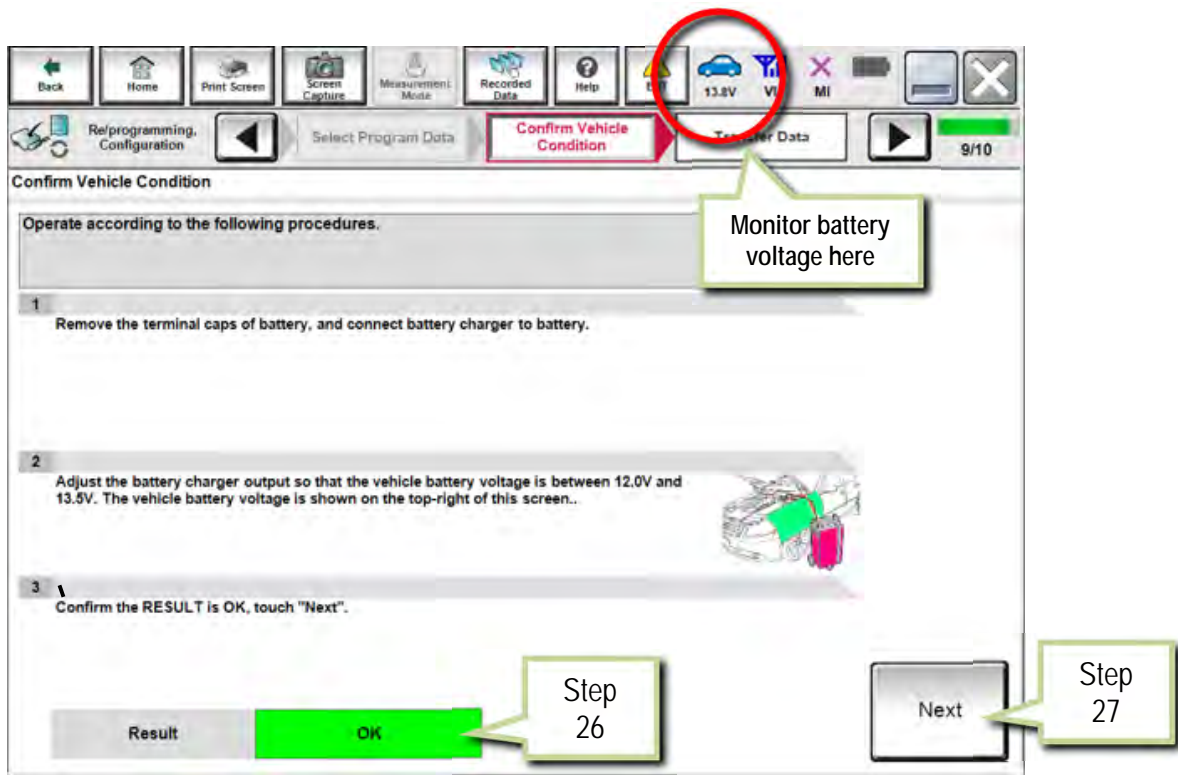 Back
Home
Print Screen
Screen
Capture
Measurement
Mode
Recorded
Data
Help
13.8V
VI
MI
Re/programming,
Configuration
Select Program Data
Confirm Vehicle
Condition
Transfer Data
9/10
Confirm Vehicle Condition
Operate according to the following procedures.
Monitor battery
voltage here
1
Remove the terminal caps of battery, and connect battery charger to battery.
2
Adjust the battery charger output so that the vehicle battery voltage is between 12.0V and
13.5V. The vehicle battery voltage is shown on the top-right of this screen..
3
Confirm the RESULT is OK, touch "Next".
Step
26
Step
27
Next
Result
OK